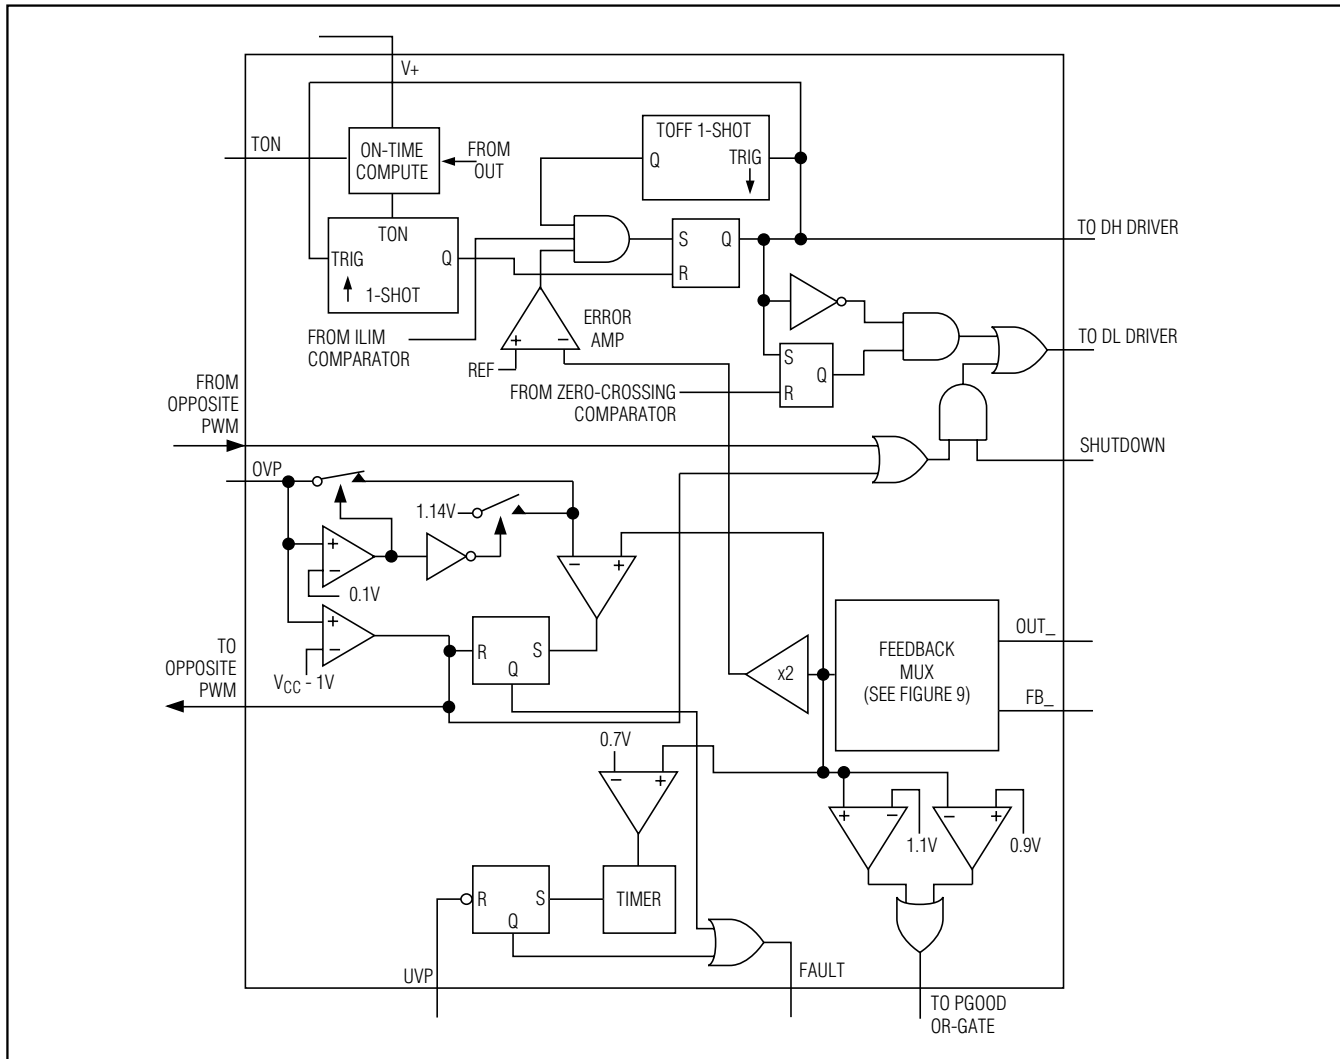 V+
TOFF 1-SHOT
Q
TRIG
TON
ON-TIME
COMPUTE
FROM
OUT
TON
TRIG
Q
1-SHOT
S
Q
R
TO DH DRIVER
FROM ILIM
COMPARATOR
+
−
ERROR
AMP
REF
S
Q
R
TO DL DRIVER
FROM ZERO-CROSSING
COMPARATOR
FROM
OPPOSITE
PWM
SHUTDOWN
OVP
1.14V
+
−
0.1V
−
+
+
−
VCC - 1V
TO
OPPOSITE
PWM
R
S
Q
x2
FEEDBACK
MUX
(SEE FIGURE 9)
OUT_
FB_
0.7V
−
+
+
−
1.1V
−
+
0.9V
R
S
Q
TIMER
UVP
FAULT
TO PGOOD
OR-GATE